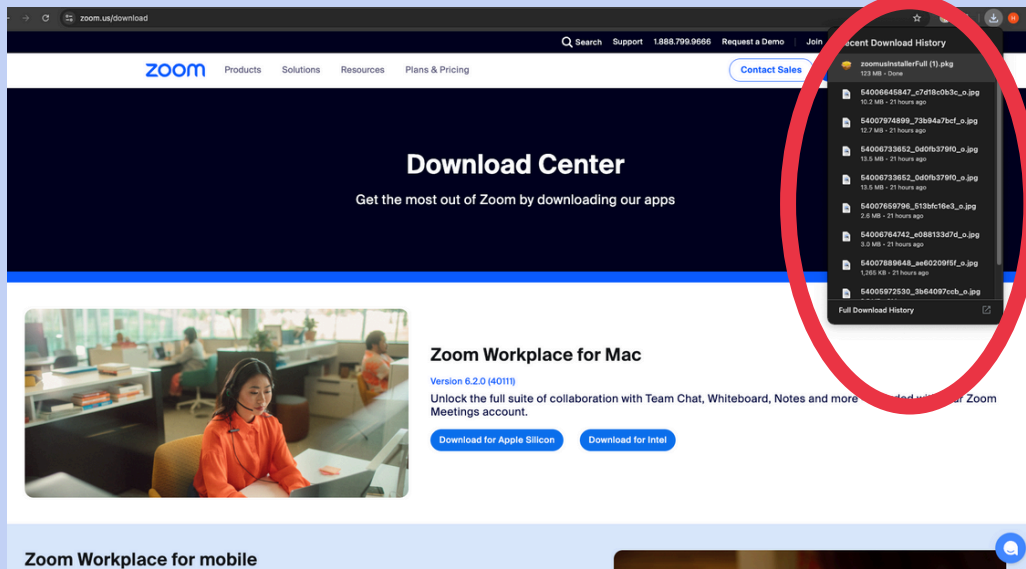 zoom.us/download
Search Support 1.888.799.9666 Request a Demo Join
zoom Products Solutions Resources Plans & Pricing Contact Sales
Download Center
Get the most out of Zoom by downloading our apps
Recent Download History
zoomusInstallerFull (1).pkg
123 MB • Done
54006645847_c7d18c0b3c_o.jpg
10.2 MB • 21 hours ago
54007974899_73b94a7bcf_o.jpg
12.7 MB • 21 hours ago
54006733652_0d0fb379f0_o.jpg
13.5 MB • 21 hours ago
54006733652_0d0fb379f0_o.jpg
13.5 MB • 21 hours ago
54007659796_513bfc16e3_o.jpg
2.6 MB • 21 hours ago
54006764742_e088133d7d_o.jpg
3.0 MB • 21 hours ago
54007889648_ae60209f5f_o.jpg
1,265 KB • 21 hours ago
54005972530_3b64097ccb_o.jpg
Full Download History
Zoom Workplace for Mac
Version 6.2.0 (40111)
Unlock the full suite of collaboration with Team Chat, Whiteboard, Notes and more Zoom
Meetings account.
Download for Apple Silicon Download for Intel
Zoom Workplace for mobile